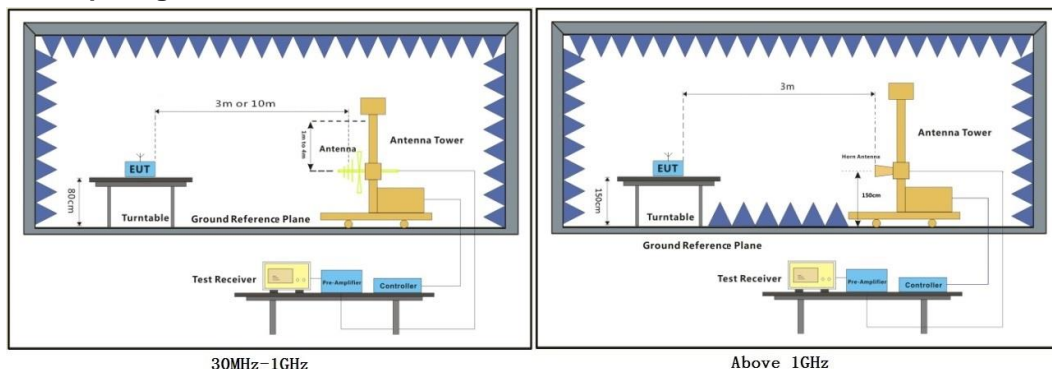 3m or 10m
1m to 4m
Antenna
Antenna Tower
EUT
80cm
Turntable
Ground Reference Plane
Test Receiver
Pre-Amplifier
Controller
30MHz-1GHz
3m
Antenna Tower
Horn Antenna
EUT
150cm
150cm
Turntable
Ground Reference Plane
Test Receiver
Pre-Amplifier
Controller
Above 1GHz